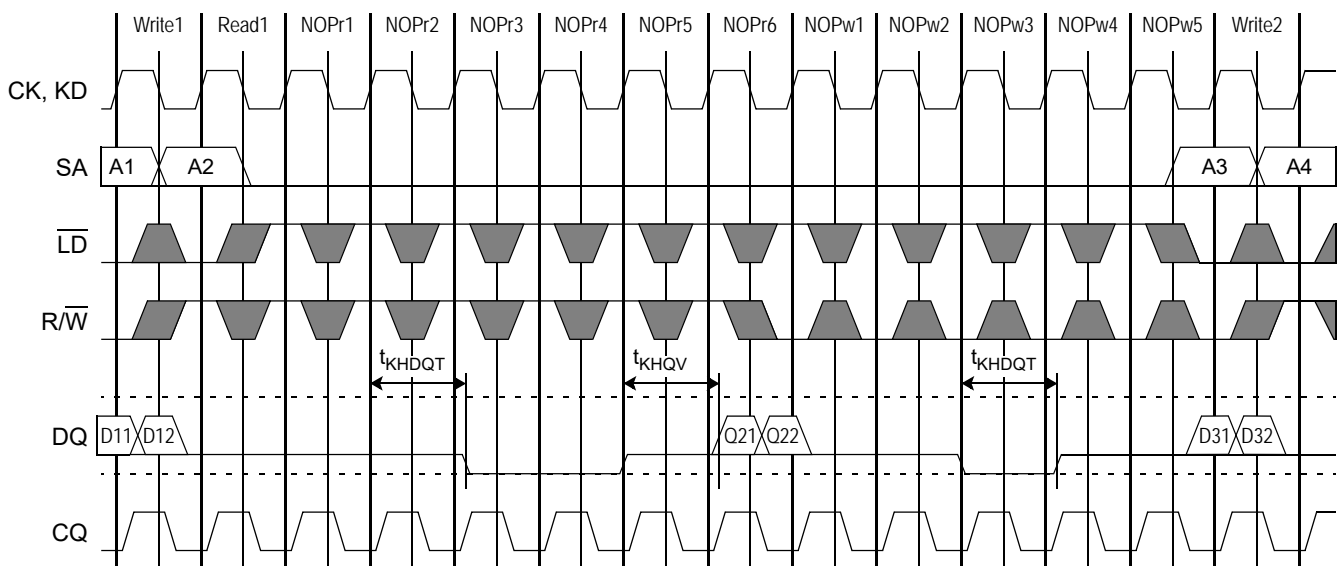 Write1 Read1 NOPr1 NOPr2 NOPr3 NOPr4 NOPr5 NOPr6 NOPw1 NOPw2 NOPw3 NOPw4 NOPw5 Write2
CK, KD
SA A1 A2 A3 A4
LD
R/W
tKHDQT tKHQV tKHDQT
DQ D11 D12 Q21 Q22 D31 D32
CQ